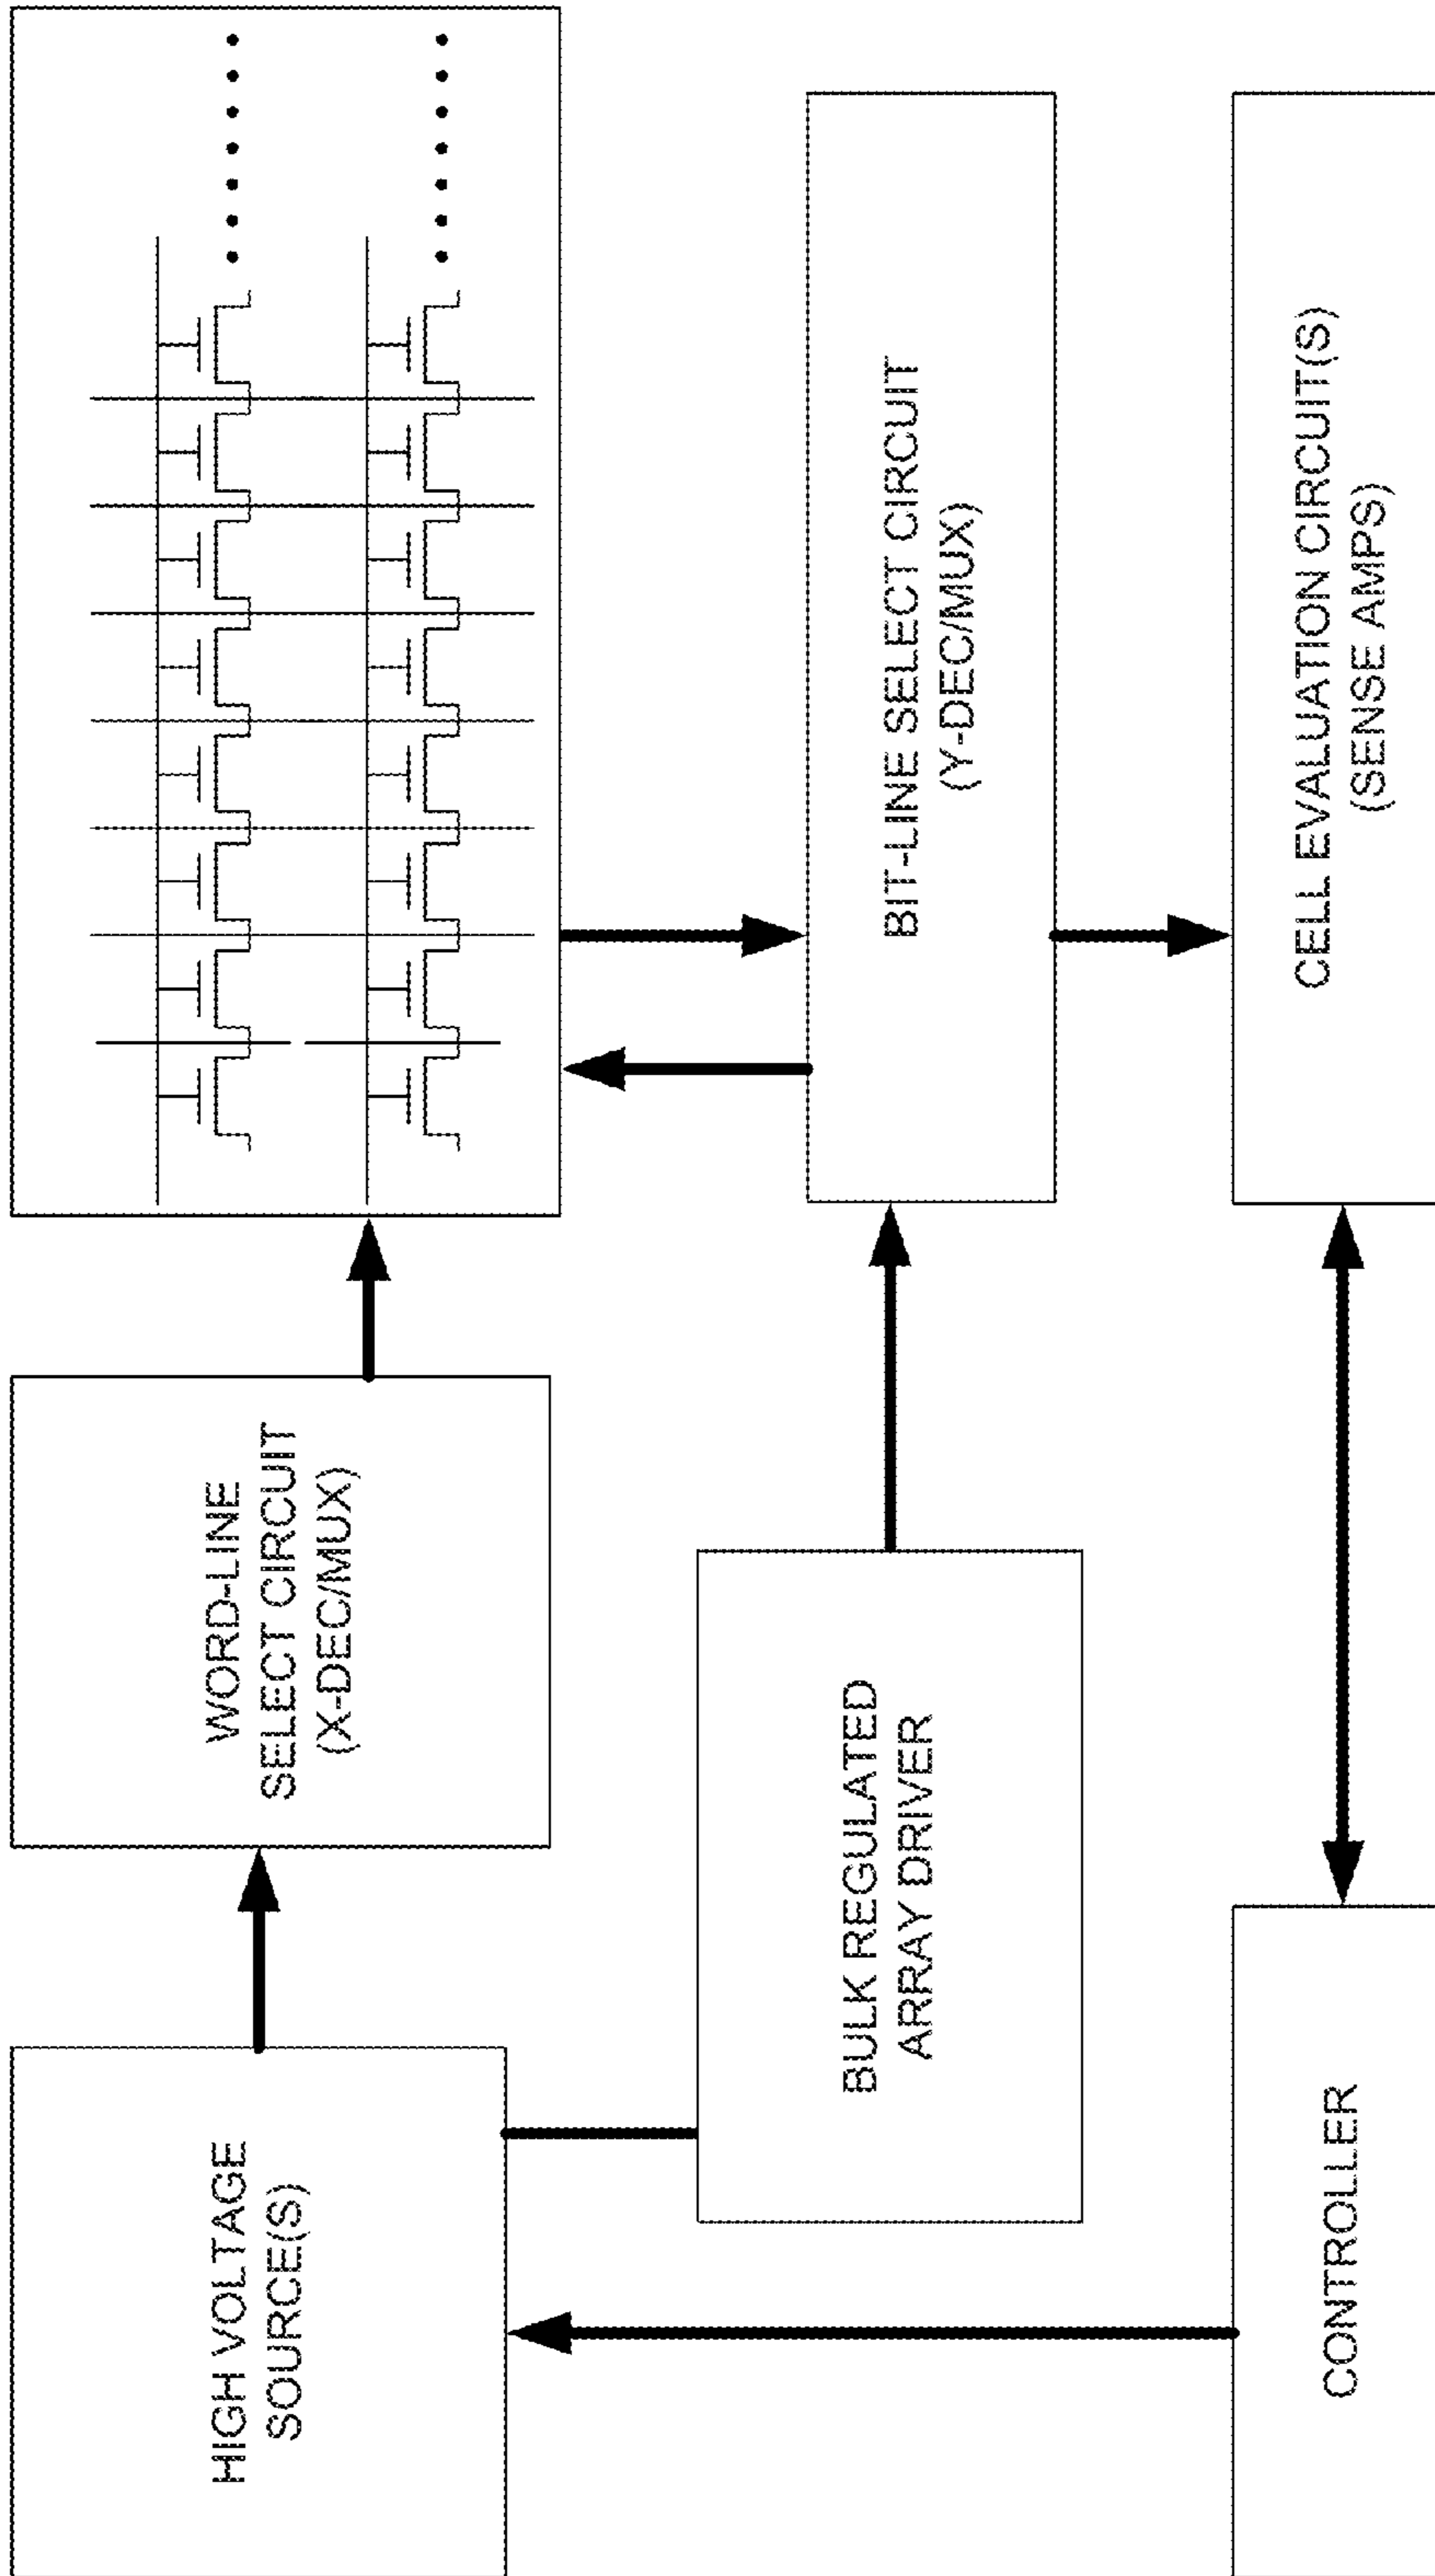 HIGH VOLTAGE
SOURCE(S)
WORD-LINE
SELECT CIRCUIT
(X-DEC/MUX)
BULK REGULATED
ARRAY DRIVER
BIT-LINE SELECT CIRCUIT
(Y-DEC/MUX)
CONTROLLER
CELL EVALUATION CIRCUIT(S)
(SENSE AMPS)